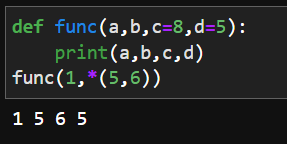 def func(a,b,c=8,d=5):
    print(a,b,c,d)
func(1,*(5,6))
1 5 6 5